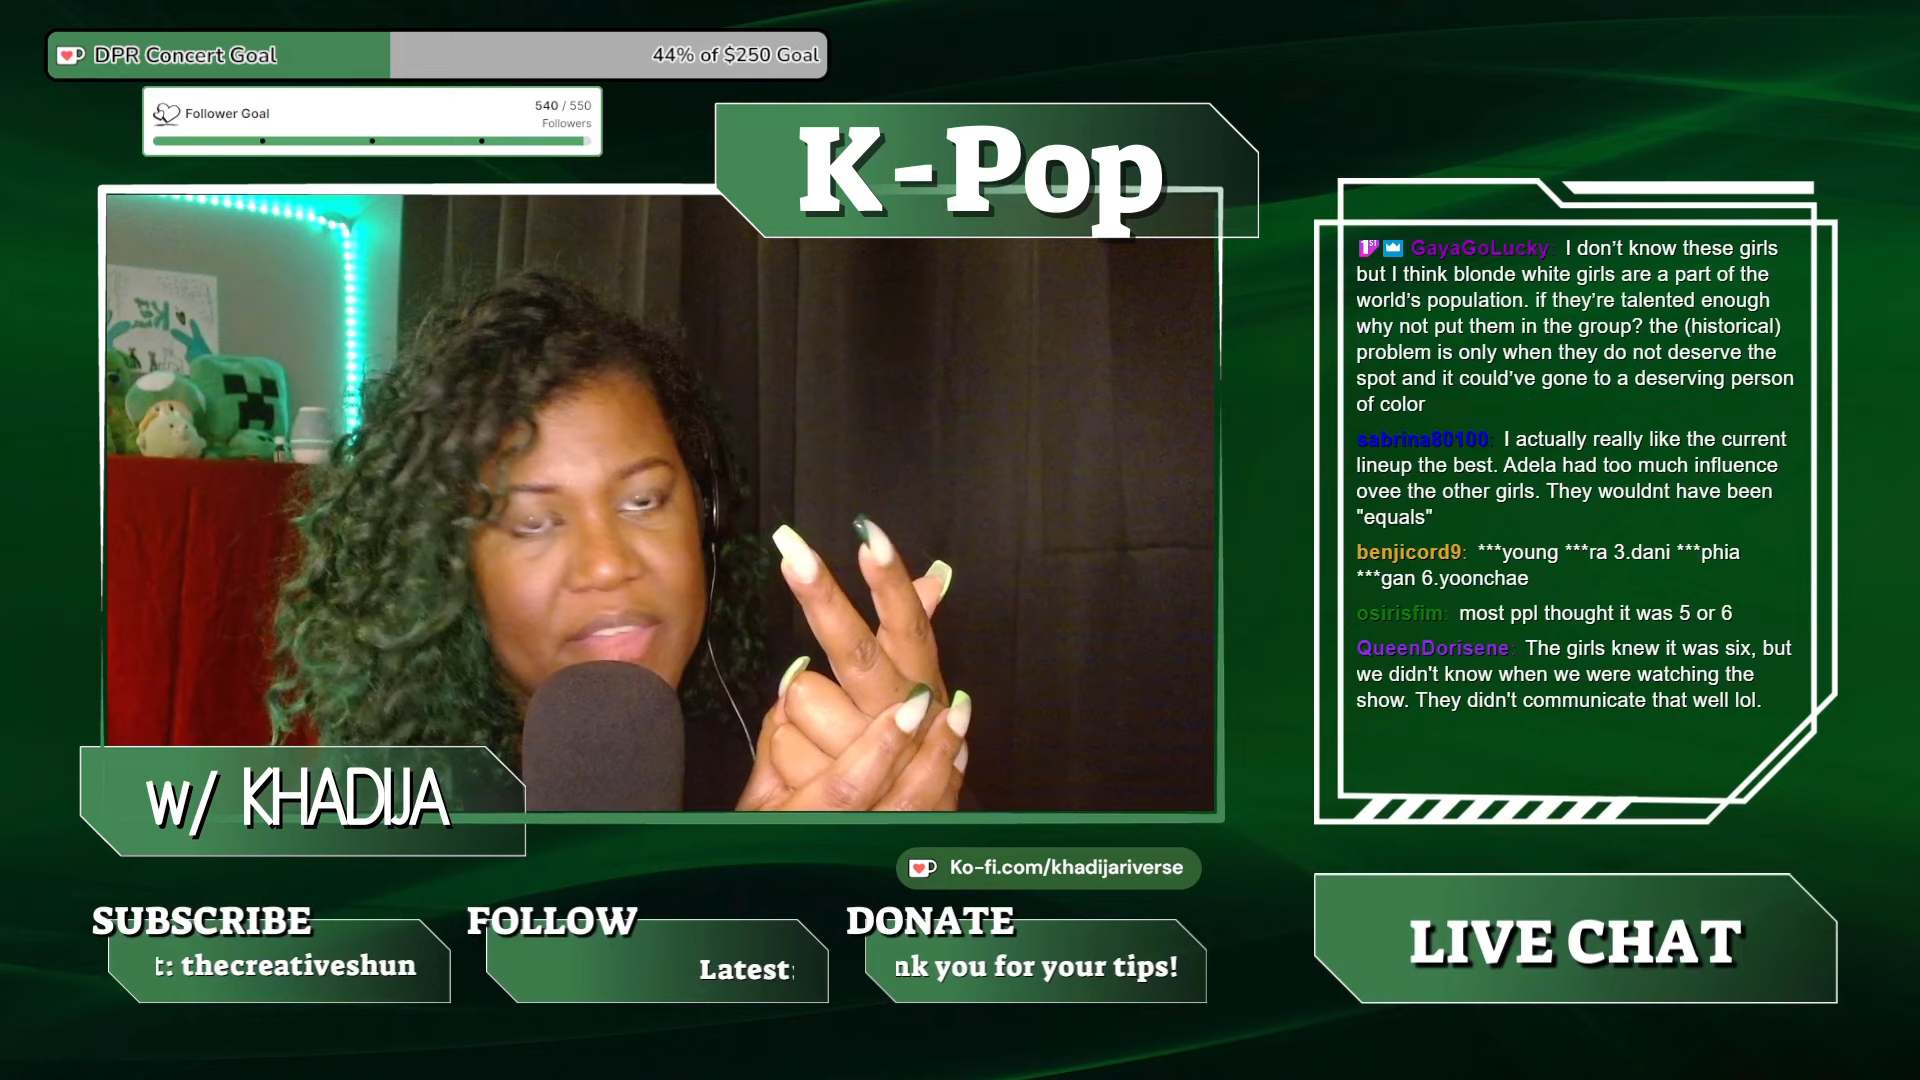 DPR Concert Goal
44% of $250 Goal
Follower Goal
540 / 550
Followers
K-Pop
GayaGoLucky: I don't know these girls
but I think blonde white girls are a part of the
world's population. if they're talented enough
why not put them in the group? the (historical)
problem is only when they do not deserve the
spot and it could've gone to a deserving person
of color
sabrina80100: I actually really like the current
lineup the best. Adela had too much influence
ovee the other girls. They wouldnt have been
"equals"
benjicord9: ***young ***ra 3.dani ***phia
***gan 6.yoonchae
osirisfim: most ppl thought it was 5 or 6
QueenDorisene: The girls knew it was six, but
we didn't know when we were watching the
show. They didn't communicate that well lol.
w/ KHADIJA
Ko-fi.com/khadijariverse
SUBSCRIBE
t: thecreativeshun
FOLLOW
Latest:
DONATE
nk you for your tips!
LIVE CHAT